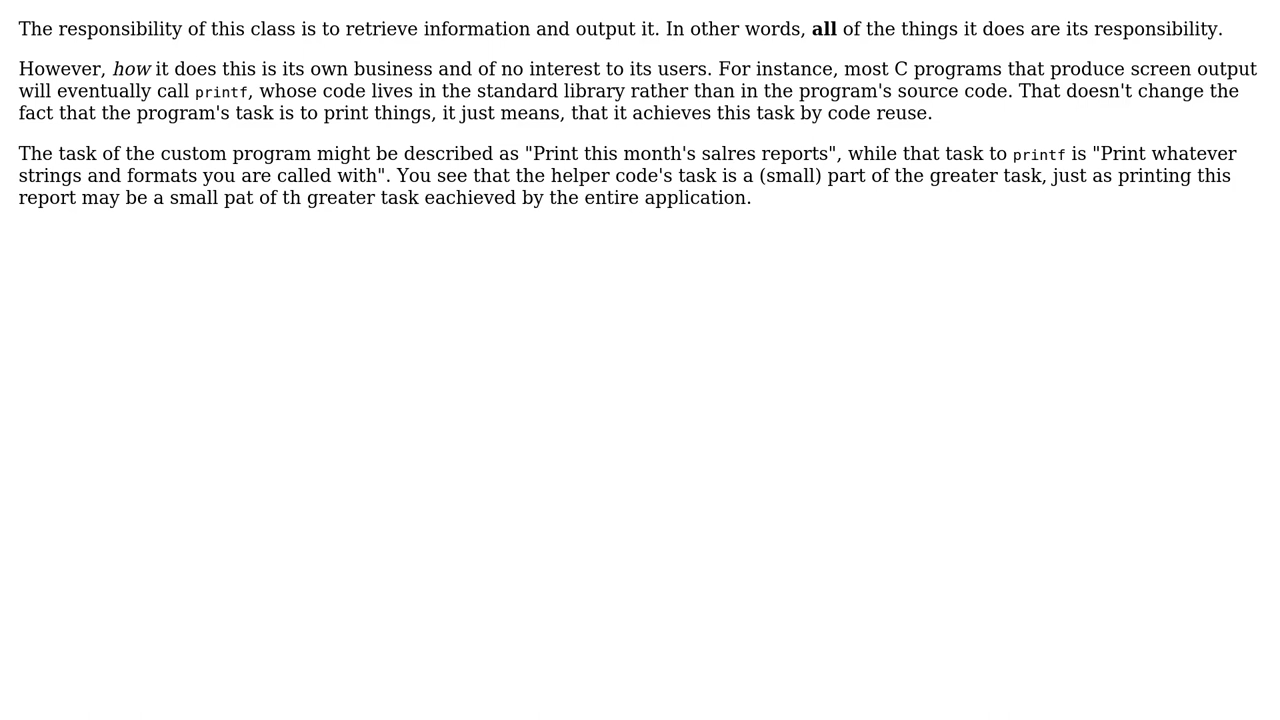 The responsibility of this class is to retrieve information and output it. In other words, all of the things it does are its responsibility.
However, how it does this is its own business and of no interest to its users. For instance, most C programs that produce screen output
will eventually call printf, whose code lives in the standard library rather than in the program's source code. That doesn't change the
fact that the program's task is to print things, it just means, that it achieves this task by code reuse.
The task of the custom program might be described as "Print this month's salres reports", while that task to printf is "Print whatever
strings and formats you are called with". You see that the helper code's task is a (small) part of the greater task, just as printing this
report may be a small pat of th greater task eachieved by the entire application.